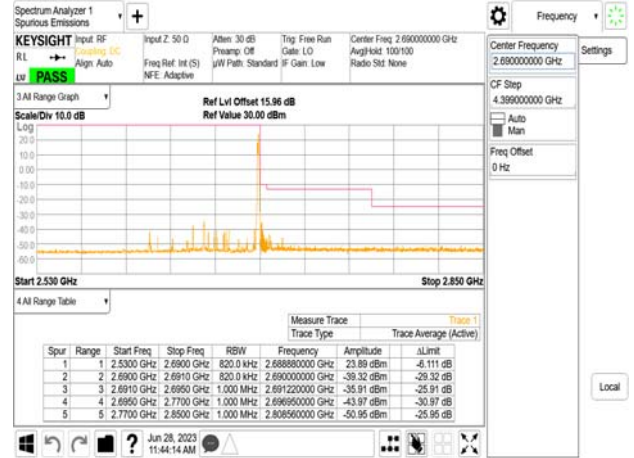 Spectrum Analyzer 1
Spurious Emissions
Frequency
KEYSIGHT Input: RF Input Z: 50 Ω Atten: 30 dB Trig: Free Run Center Freq: 2.690000000 GHz
RL Coupling: DC Preamp: Off Gate: LO Avg|Hold: 100/100
Align: Auto Freq Ref: Int (S) µW Path: Standard IF Gain: Low Radio Std: None
LW PASS NFE: Adaptive
Center Frequency
2.690000000 GHz
Settings
CF Step
4.399000000 GHz
Auto
Man
Freq Offset
0 Hz
Local
3 All Range Graph
Ref Lvl Offset 15.96 dB
Scale/Div 10.0 dB Ref Value 30.00 dBm
Log
20.0
10.0
0.00
-10.0
-20.0
-30.0
-40.0
-50.0
-60.0
Start 2.530 GHz Stop 2.850 GHz
4 All Range Table
Measure Trace Trace 1
Trace Type Trace Average (Active)
Spur Range Start Freq Stop Freq RBW Frequency Amplitude ΔLimit
1 1 2.5300 GHz 2.6900 GHz 820.0 kHz 2.688880000 GHz 23.89 dBm -6.111 dB
2 2 2.6900 GHz 2.6910 GHz 820.0 kHz 2.690000000 GHz -39.32 dBm -29.32 dB
3 3 2.6910 GHz 2.6950 GHz 1.000 MHz 2.691220000 GHz -35.91 dBm -25.91 dB
4 4 2.6950 GHz 2.7700 GHz 1.000 MHz 2.696950000 GHz -43.97 dBm -30.97 dB
5 5 2.7700 GHz 2.8500 GHz 1.000 MHz 2.808560000 GHz -50.95 dBm -25.95 dB
Jun 28, 2023
11:44:14 AM